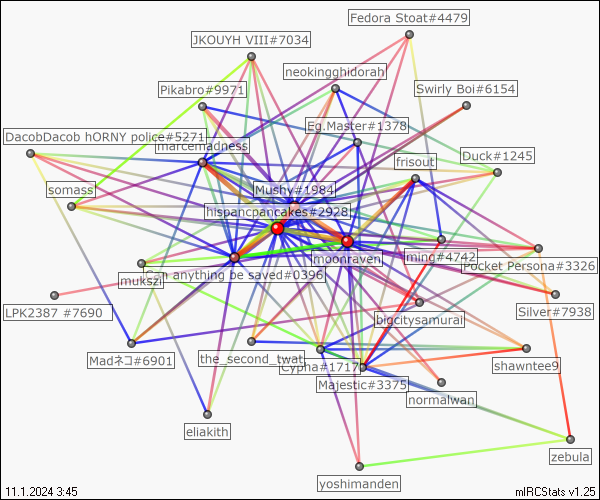 Fedora Stoat#4479
JKOUYH VIII#7034
neokingghidorah
Pikabro#9971
Swirly Boi#6154
Eg.Master#1378
DacobDacob hORNY police#5271
marcemadness
Duck#1245
frisout
Mushy#1984
somass
hispancpancakes#2928
moonraven
ming#4742
Pocket Persona#3326
Can anything be saved#0396
mukszi
LPK2387 #7690
Silver#7938
bigcitysamurai
Madネコ#6901
the_second_twat
Cypha#1717
shawntee9
Majestic#3375
normalwan
eliakith
zebula
yoshimanden
11.1.2024 3:45
mIRCStats v1.25